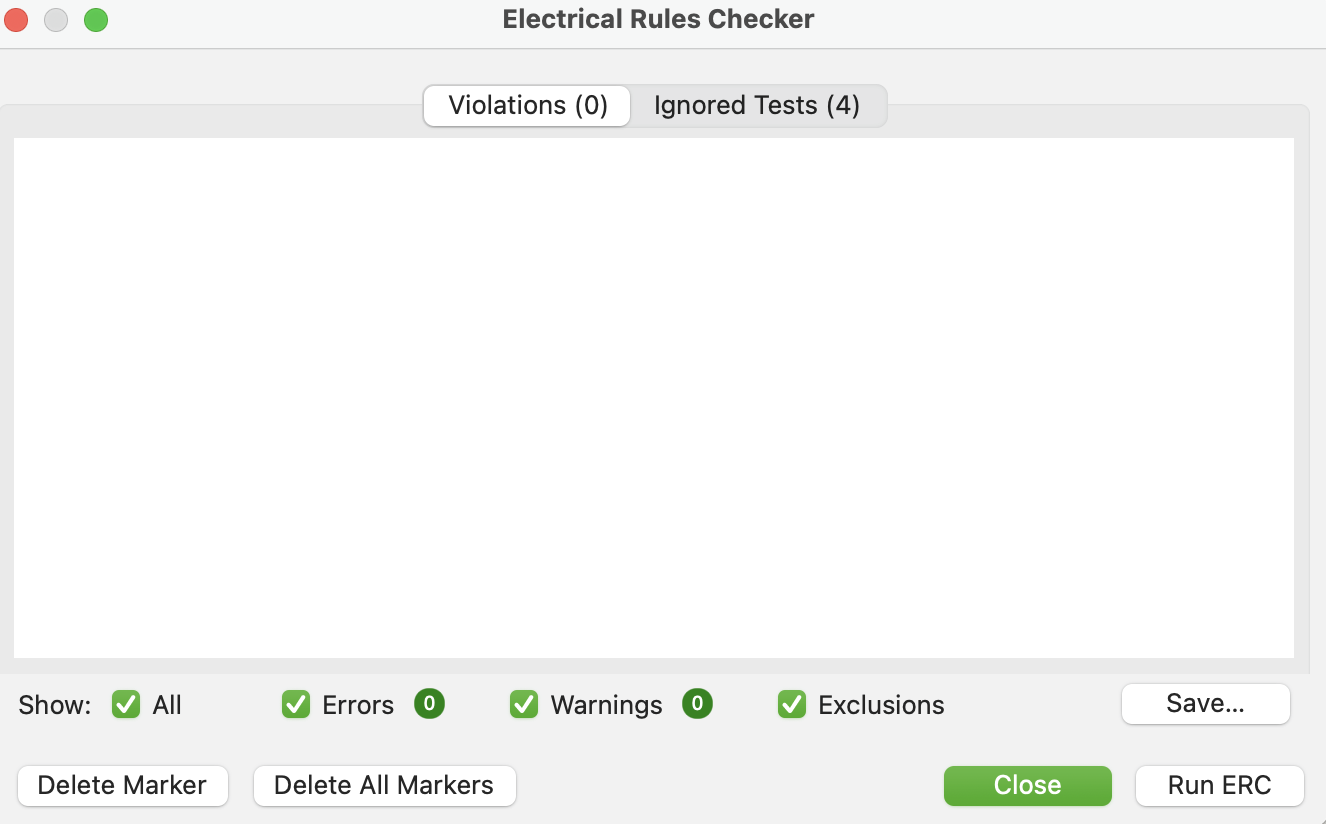 Electrical Rules Checker
Violations (0) Ignored Tests (4)
Show: All Errors 0 Warnings 0 Exclusions Save...
Delete Marker Delete All Markers Close Run ERC